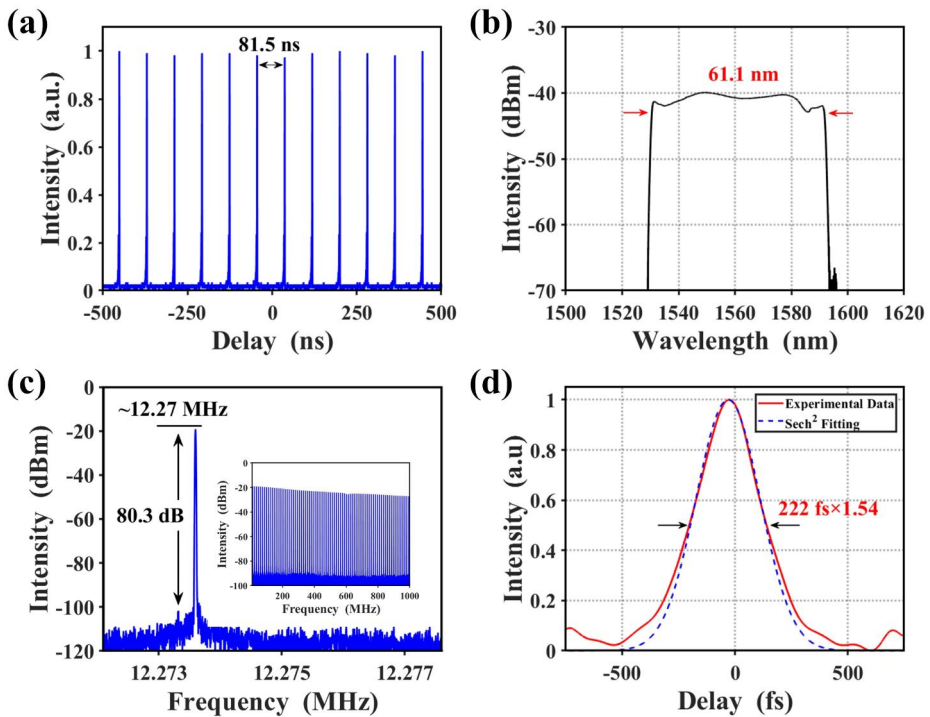 (a)
Intensity (a.u.)
1
0.8
0.6
0.4
0.2
0
81.5 ns
-500 -250 0 250 500
Delay (ns)
(b)
Intensity (dBm)
-30
-40
-50
-60
-70
61.1 nm
1500 1520 1540 1560 1580 1600 1620
Wavelength (nm)
(c)
Intensity (dBm)
0
-20
-40
-60
-80
-100
-120
~12.27 MHz
80.3 dB
Intensity (dBm)
0
-20
-40
-60
-80
-100
200 400 600 800 1000
Frequency (MHz)
12.273 12.275 12.277
Frequency (MHz)
(d)
Intensity (a.u)
1
0.8
0.6
0.4
0.2
0
Experimental Data
Sech² Fitting
222 fs×1.54
-500 0 500
Delay (fs)